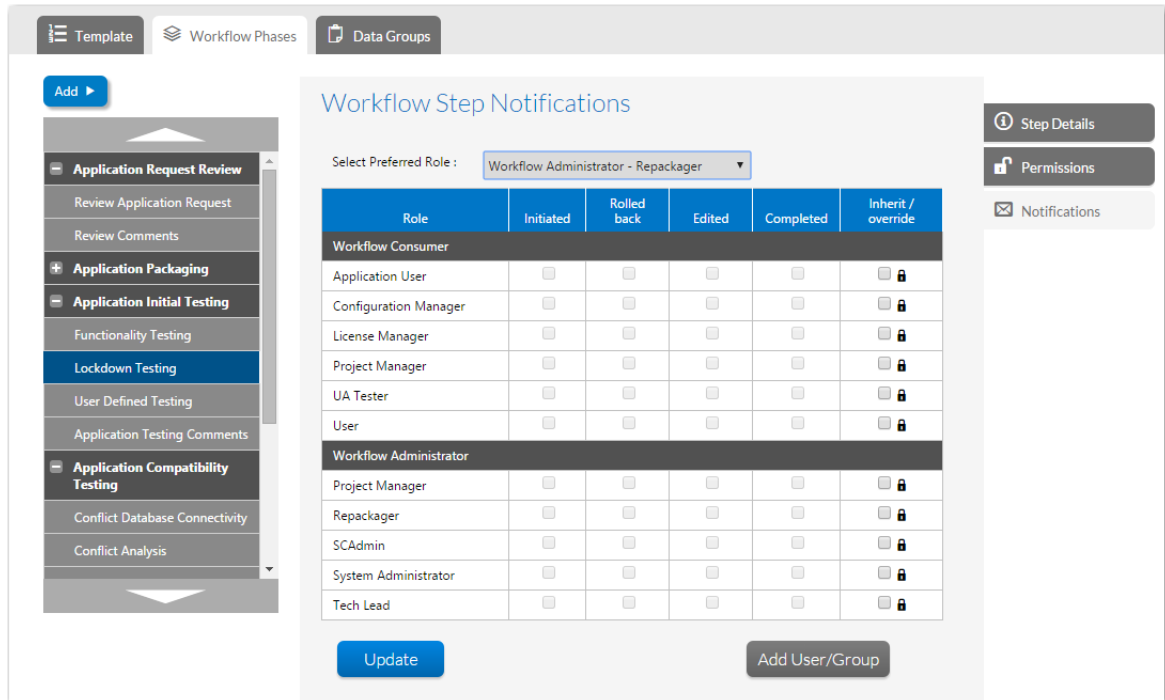 Template
Workflow Phases
Data Groups
Add
Application Request Review
Review Application Request
Review Comments
Application Packaging
Application Initial Testing
Functionality Testing
Lockdown Testing
User Defined Testing
Application Testing Comments
Application Compatibility
Testing
Conflict Database Connectivity
Conflict Analysis
Workflow Step Notifications
Select Preferred Role :
Workflow Administrator - Repackager
Role
Initiated
Rolled
back
Edited
Completed
Inherit /
override
Workflow Consumer
Application User
Configuration Manager
License Manager
Project Manager
UA Tester
User
Workflow Administrator
Project Manager
Repackager
SCAdmin
System Administrator
Tech Lead
Update
Add User/Group
Step Details
Permissions
Notifications